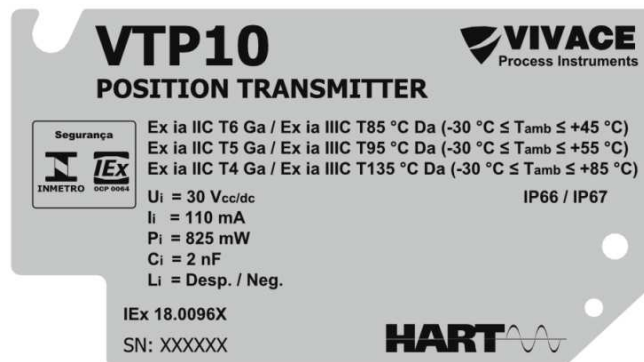 VTP10
VIVACE
Process Instruments
POSITION TRANSMITTER
Segurança
INMETRO
IEx
OCP 0064
Ex ia IIC T6 Ga / Ex ia IIIC T85 °C Da (-30 °C ≤ Tamb ≤ +45 °C)
Ex ia IIC T5 Ga / Ex ia IIIC T95 °C Da (-30 °C ≤ Tamb ≤ +55 °C)
Ex ia IIC T4 Ga / Ex ia IIIC T135 °C Da (-30 °C ≤ Tamb ≤ +85 °C)
Ui = 30 Vcc/dc
IP66 / IP67
Ii = 110 mA
Pi = 825 mW
Ci = 2 nF
Li = Desp. / Neg.
IEx 18.0096X
SN: XXXXXX
HART